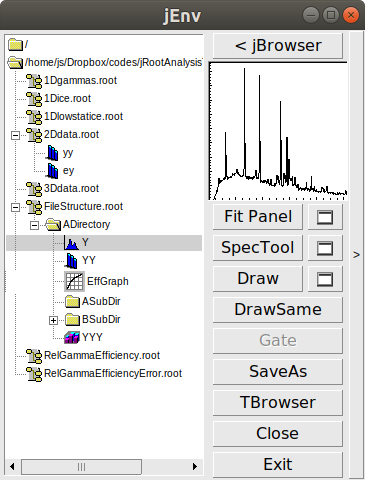 jEnv
/
/home/js/Dropbox/codes/jRootAnalysis
1Dgammas.root
1Dice.root
1Dlowstatice.root
2Ddata.root
yy
ey
3Ddata.root
FileStructure.root
ADirectory
Y
YY
EffGraph
ASubDir
BSubDir
YYY
RelGammaEfficiency.root
RelGammaEfficiencyError.root
< jBrowser
Fit Panel
SpecTool
Draw
DrawSame
Gate
SaveAs
TBrowser
Close
Exit
>